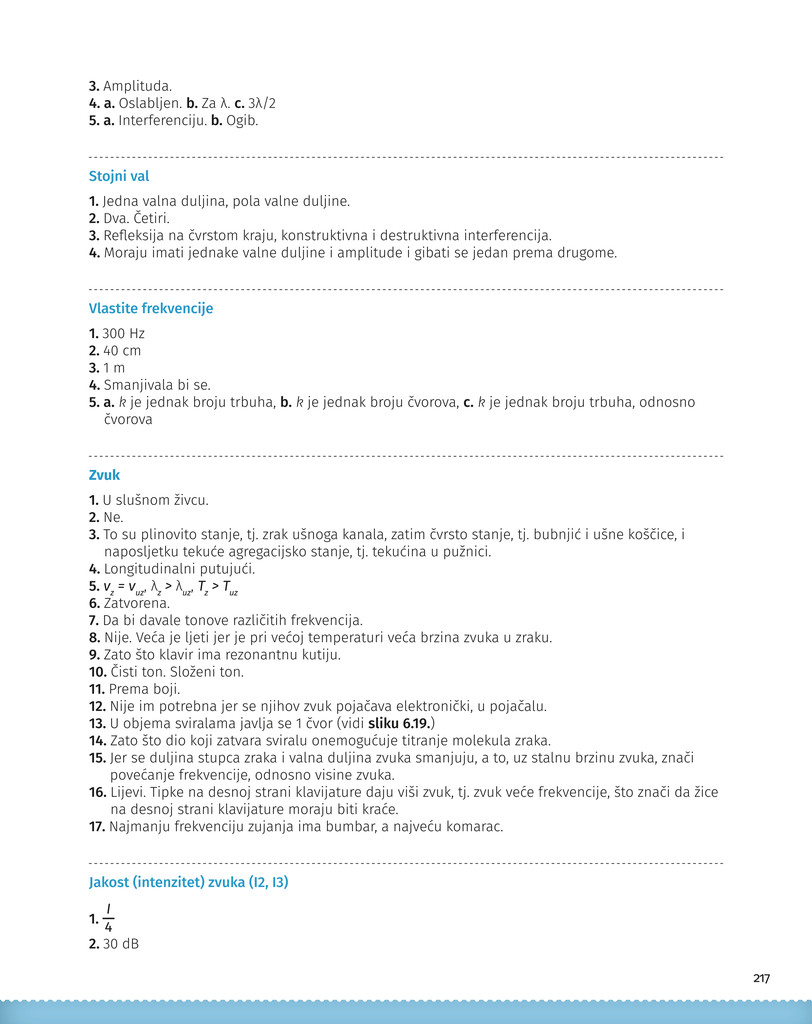 3. Amplituda.
4. a. Oslabljen. b. Za λ. c. 3λ/2
5. a. Interferenciju. b. Ogib.
Stojni val
1. Jedna valna duljina, pola valne duljine.
2. Dva. Četiri.
3. Refleksija na čvrstom kraju, konstruktivna i destruktivna interferencija.
4. Moraju imati jednake valne duljine i amplitude i gibati se jedan prema drugome.
Vlastite frekvencije
1. 300 Hz
2. 40 cm
3. 1 m
4. Smanjivala bi se.
5. a. k je jednak broju trbuha, b. k je jednak broju čvorova, c. k je jednak broju trbuha, odnosno
čvorova
Zvuk
1. U slušnom živcu.
2. Ne.
3. To su plinovito stanje, tj. zrak ušnoga kanala, zatim čvrsto stanje, tj. bubnjić i ušne koščice, i
naposljetku tekuće agregacijsko stanje, tj. tekućina u pužnici.
4. Longitudinalni putujući.
5. v_z = v_uz, λ_z > λ_uz, T_z > T_uz
6. Zatvorena.
7. Da bi davale tonove različitih frekvencija.
8. Nije. Veća je ljeti jer je pri većoj temperaturi veća brzina zvuka u zraku.
9. Zato što klavir ima rezonantnu kutiju.
10. Čisti ton. Složeni ton.
11. Prema boji.
12. Nije im potrebna jer se njihov zvuk pojačava elektronički, u pojačalu.
13. U objema sviralama javlja se 1 čvor (vidi sliku 6.19.)
14. Zato što dio koji zatvara sviralu onemogućuje titranje molekula zraka.
15. Jer se duljina stupca zraka i valna duljina zvuka smanjuju, a to, uz stalnu brzinu zvuka, znači
povećanje frekvencije, odnosno visine zvuka.
16. Lijevi. Tipke na desnoj strani klavijature daju viši zvuk, tj. zvuk veće frekvencije, što znači da žice
na desnoj strani klavijature moraju biti kraće.
17. Najmanju frekvenciju zujanja ima bumbar, a najveću komarac.
Jakost (intenzitet) zvuka (I2, I3)
1. I/4
2. 30 dB
217